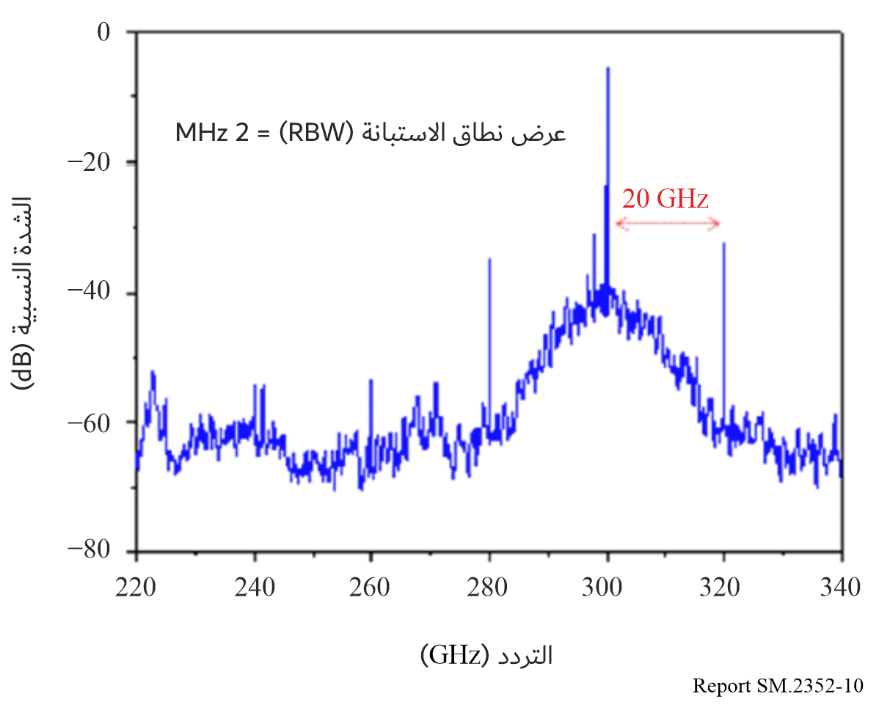 0
عرض نطاق الاستبانة (RBW) = 2 MHz
−20
20 GHz
الشدة النسبية (dB)
−40
−60
−80
220 240 260 280 300 320 340
التردد (GHz)
Report SM.2352-10